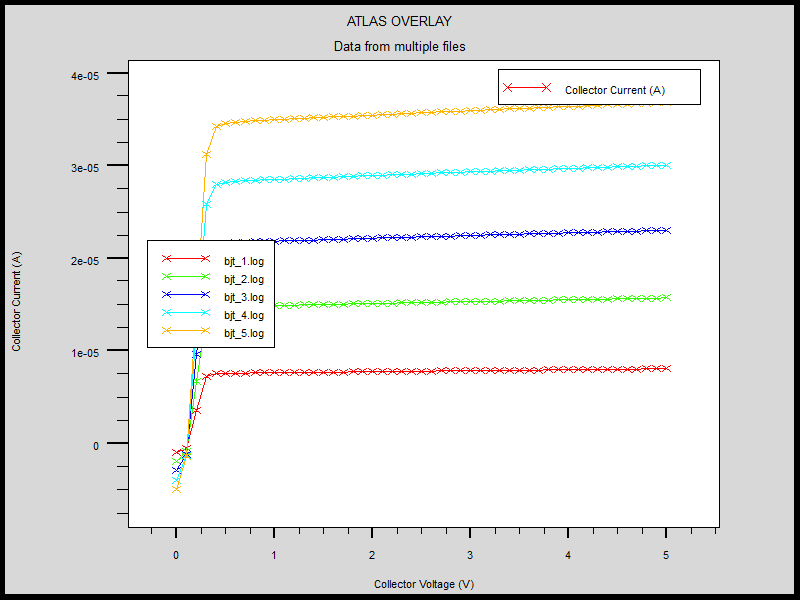 ATLAS OVERLAY
Data from multiple files
4e-05
3e-05
2e-05
1e-05
0
Collector Current (A)
Collector Current (A)
bjt_1.log
bjt_2.log
bjt_3.log
bjt_4.log
bjt_5.log
0 1 2 3 4 5
Collector Voltage (V)